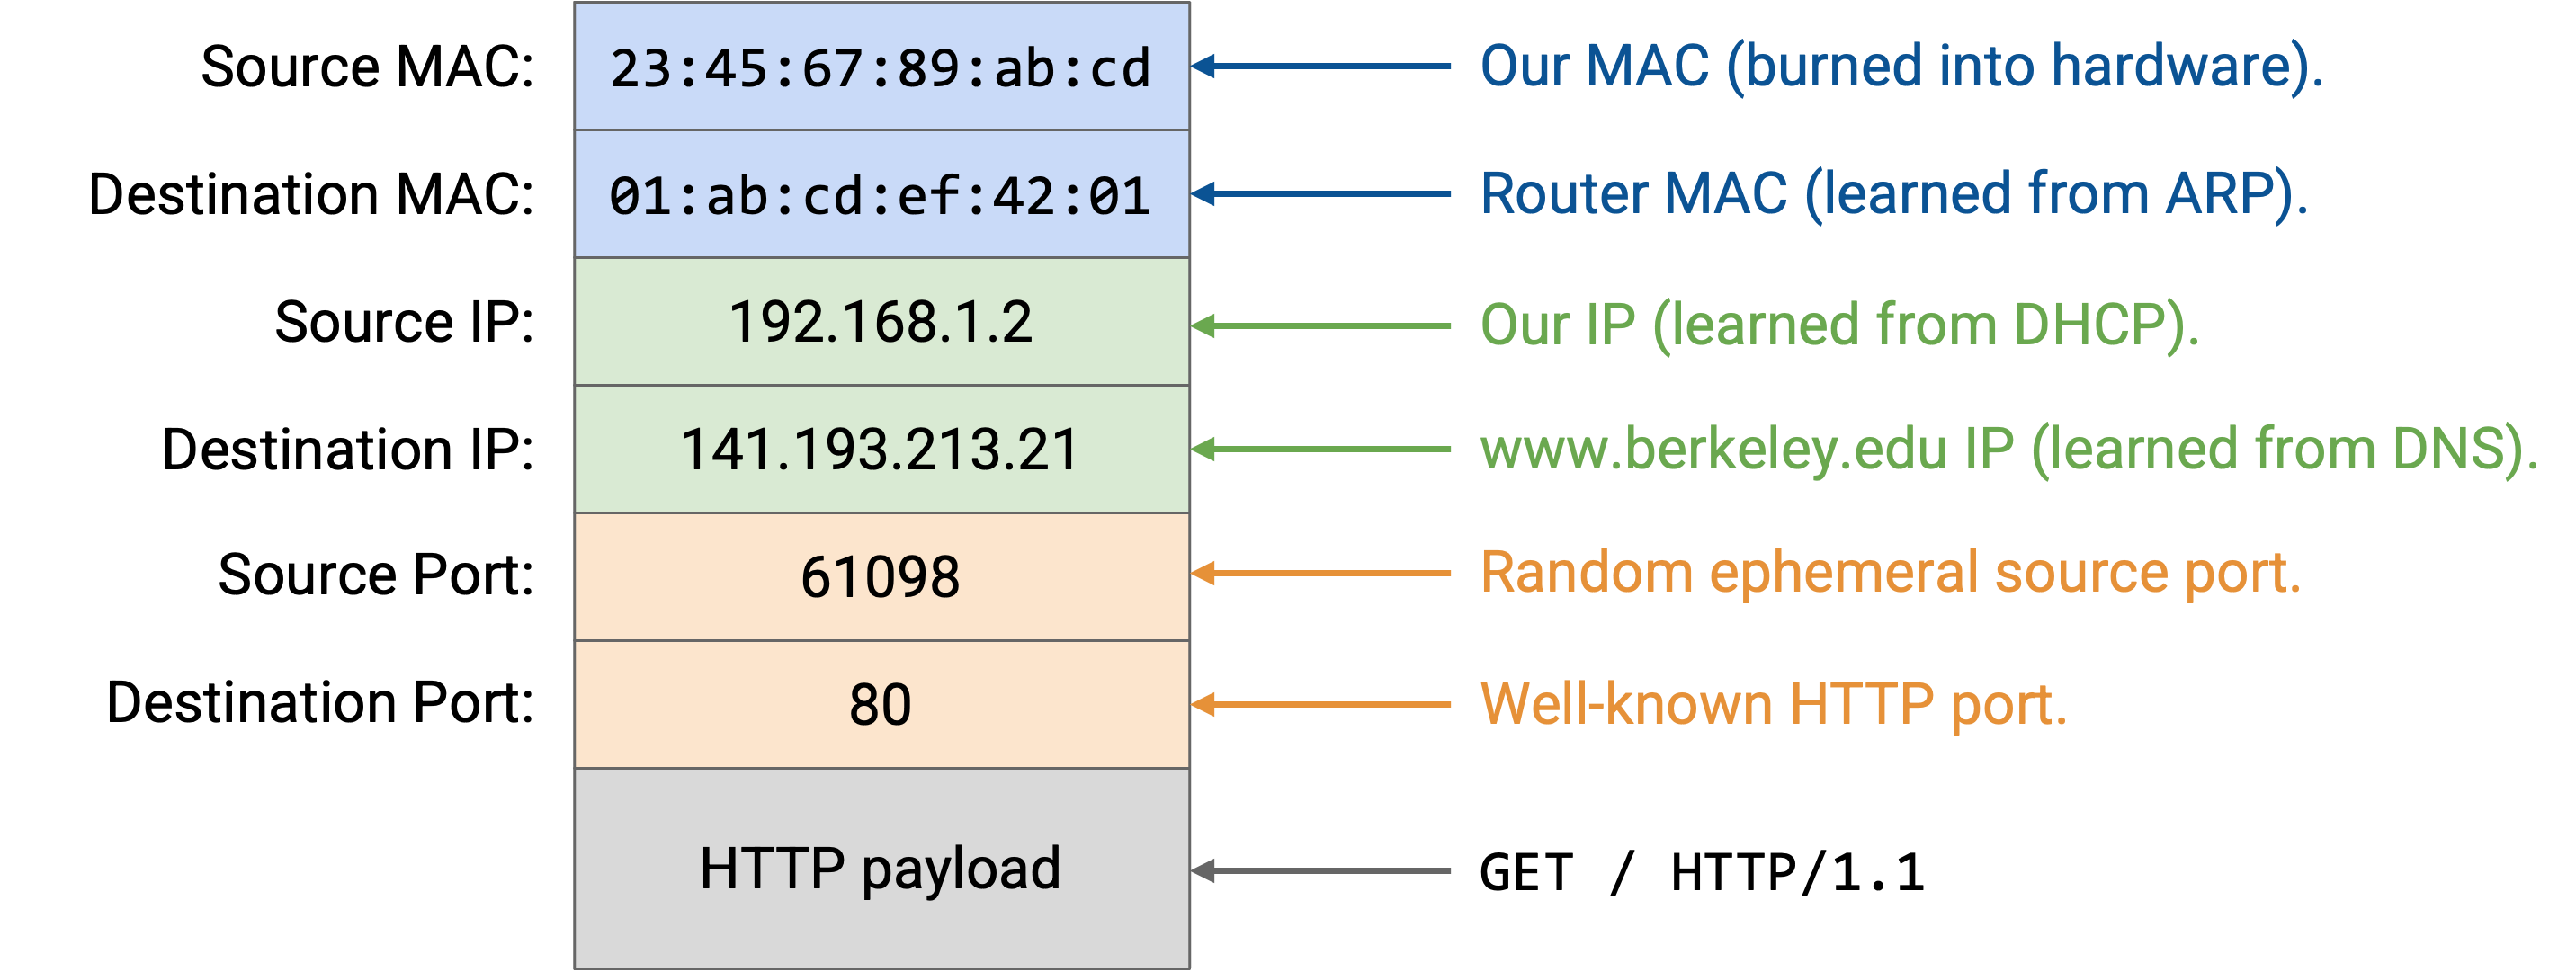 Source MAC: 23:45:67:89:ab:cd Our MAC (burned into hardware).
Destination MAC: 01:ab:cd:ef:42:01 Router MAC (learned from ARP).
Source IP: 192.168.1.2 Our IP (learned from DHCP).
Destination IP: 141.193.213.21 www.berkeley.edu IP (learned from DNS).
Source Port: 61098 Random ephemeral source port.
Destination Port: 80 Well-known HTTP port.
HTTP payload GET / HTTP/1.1